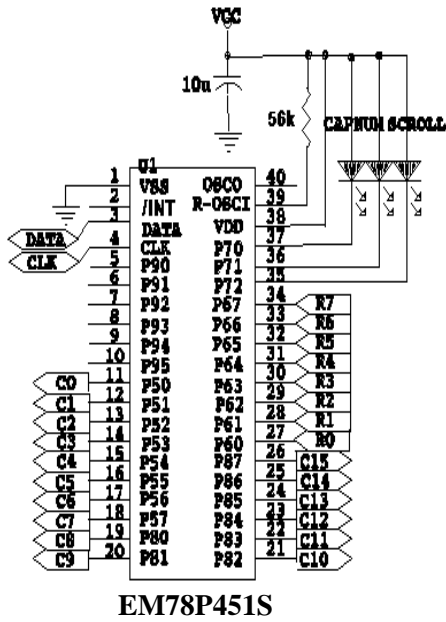 VCC
10u
56k
CAPNUM SCROLL
U1
1 VSS OSCO 40
2 /INT R-OSCI 39
3 DATA VDD 38
4 CLK P70 37
5 P90 P71 36
6 P91 P72 35
7 P92 P67 34 R7
8 P93 P66 33 R6
9 P94 P65 32 R5
10 P95 P64 31 R4
C0 11 P50 P63 30 R3
C1 12 P51 P62 29 R2
C2 13 P52 P61 28 R1
C3 14 P53 P60 27 R0
C4 15 P54 P87 26 C15
C5 16 P55 P86 25 C14
C6 17 P56 P85 24 C13
C7 18 P57 P84 23 C12
C8 19 P80 P83 22 C11
C9 20 P81 P82 21 C10
DATA
CLK
EM78P451S